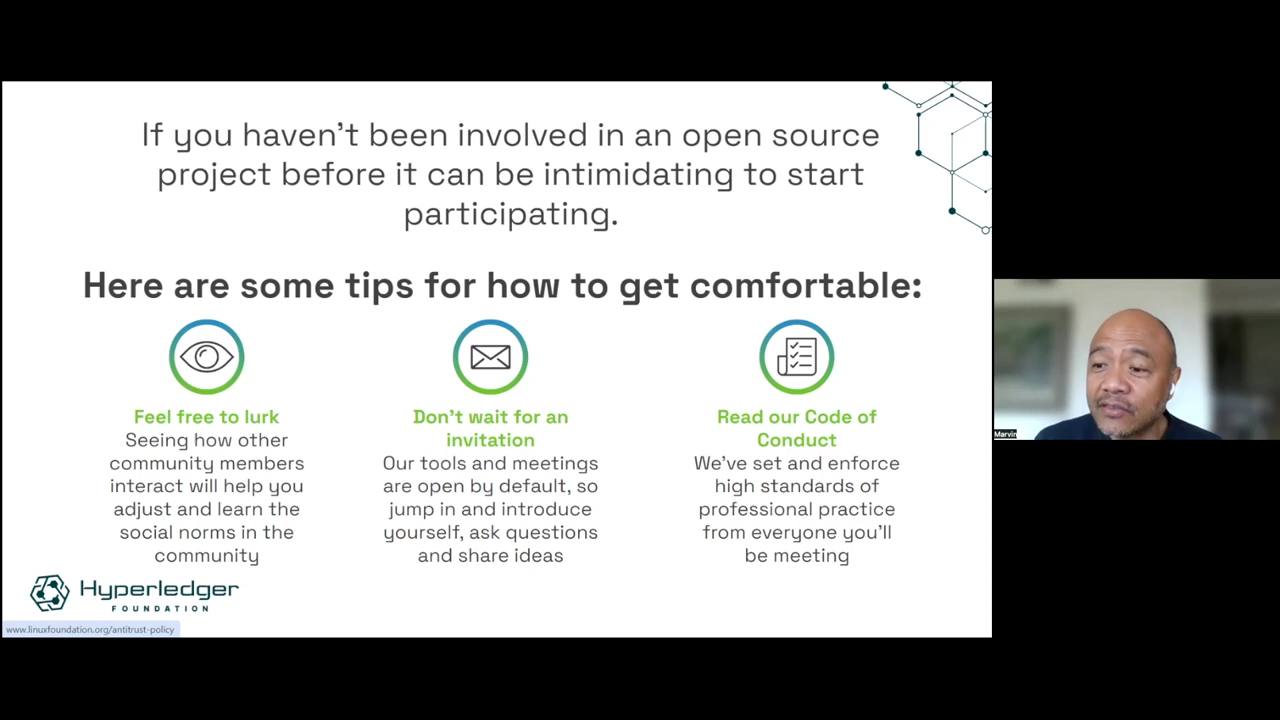 If you haven't been involved in an open source
project before it can be intimidating to start
participating.
Here are some tips for how to get comfortable:
Feel free to lurk
Seeing how other
community members
interact will help you
adjust and learn the
social norms in the
community
Don't wait for an
invitation
Our tools and meetings
are open by default, so
jump in and introduce
yourself, ask questions
and share ideas
Read our Code of
Conduct
We've set and enforce
high standards of
professional practice
from everyone you'll
be meeting
Hyperledger
FOUNDATION
www.linuxfoundation.org/antitrust-policy
Marvin